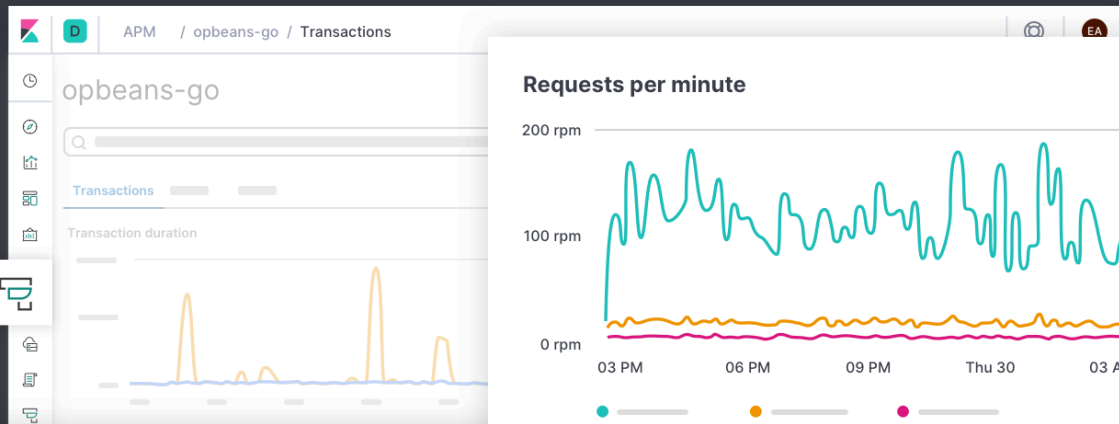 D APM / opbeans-go / Transactions
EA
opbeans-go
Transactions
Transaction duration
Requests per minute
200 rpm
100 rpm
0 rpm
03 PM 06 PM 09 PM Thu 30 03 A